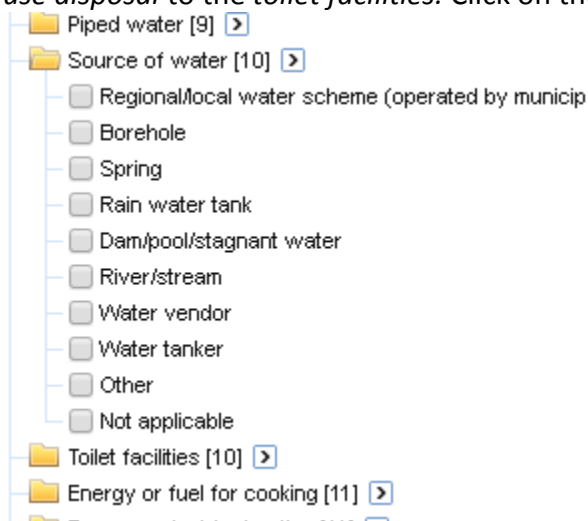 disposal to the toilet facilities. Click on
Piped water [9]
Source of water [10]
Regional/local water scheme (operated by municip
Borehole
Spring
Rain water tank
Dam/pool/stagnant water
River/stream
Water vendor
Water tanker
Other
Not applicable
Toilet facilities [10]
Energy or fuel for cooking [11]